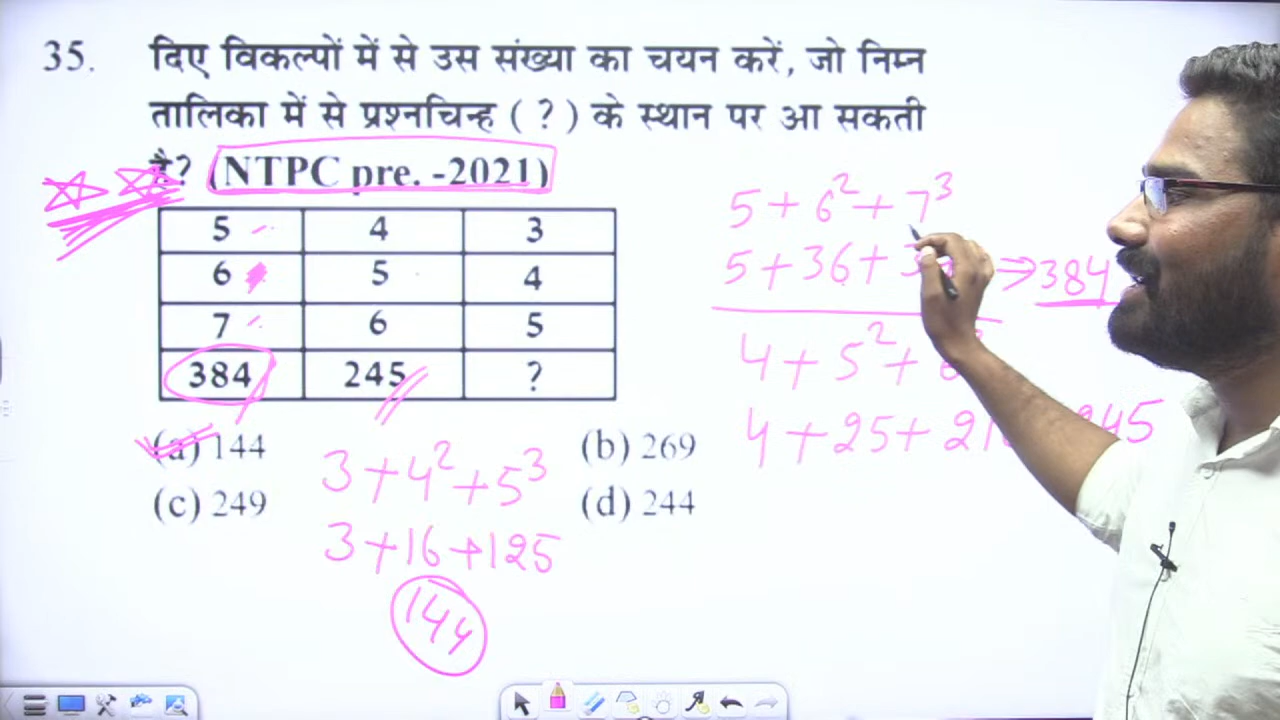 35. दिए विकल्पों में से उस संख्या का चयन करें, जो निम्न
तालिका में से प्रश्नचिन्ह ( ? ) के स्थान पर आ सकती
है? (NTPC pre. -2021)
5 4 3
6 5 4
7 6 5
384 245 ?
(a) 144 (b) 269
(c) 249 (d) 244
3+4²+5³
3+16+125
144
5+6²+7³
5+36+ ⇒384
4+5²+
4+25+ 245